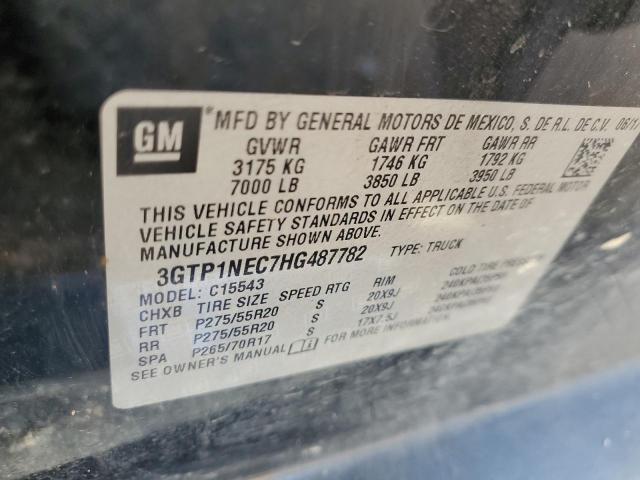 GM
*MFD BY GENERAL MOTORS DE MEXICO, S. DE R.L. DE C.V. 06/17
GVWR GAWR FRT GAWR RR
3175 KG 1746 KG 1792 KG
7000 LB 3850 LB 3950 LB
THIS VEHICLE CONFORMS TO ALL APPLICABLE U.S. FEDERAL MOTOR
VEHICLE SAFETY STANDARDS IN EFFECT ON THE DATE OF
MANUFACTURE SHOWN ABOVE.
3GTP1NEC7HG487782 TYPE: TRUCK
MODEL: C15543
CHXB TIRE SIZE SPEED RTG RIM COLD TIRE
FRT P275/55R20 S 20X9J
RR P275/55R20 S 20X9J
SPA P265/70R17 S 17X7.5J
SEE OWNER'S MANUAL FOR MORE INFORMATION.